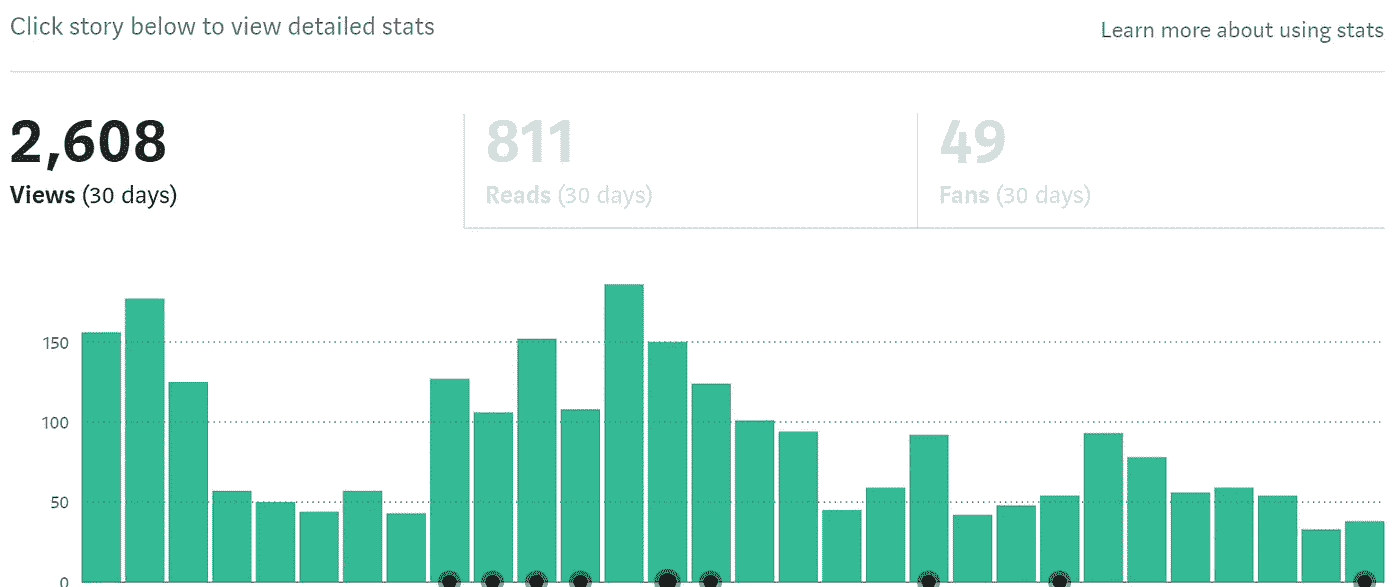 Click story below to view detailed stats
Learn more about using stats
2,608
Views (30 days)
811
Reads (30 days)
49
Fans (30 days)
150
100
50
0